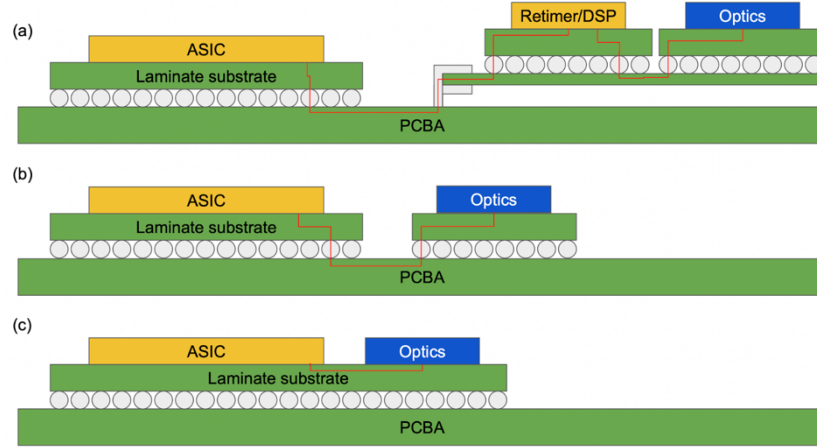 (a)
Retimer/DSP
Optics
ASIC
Laminate substrate
PCBA
(b)
ASIC
Optics
Laminate substrate
PCBA
(c)
ASIC
Optics
Laminate substrate
PCBA